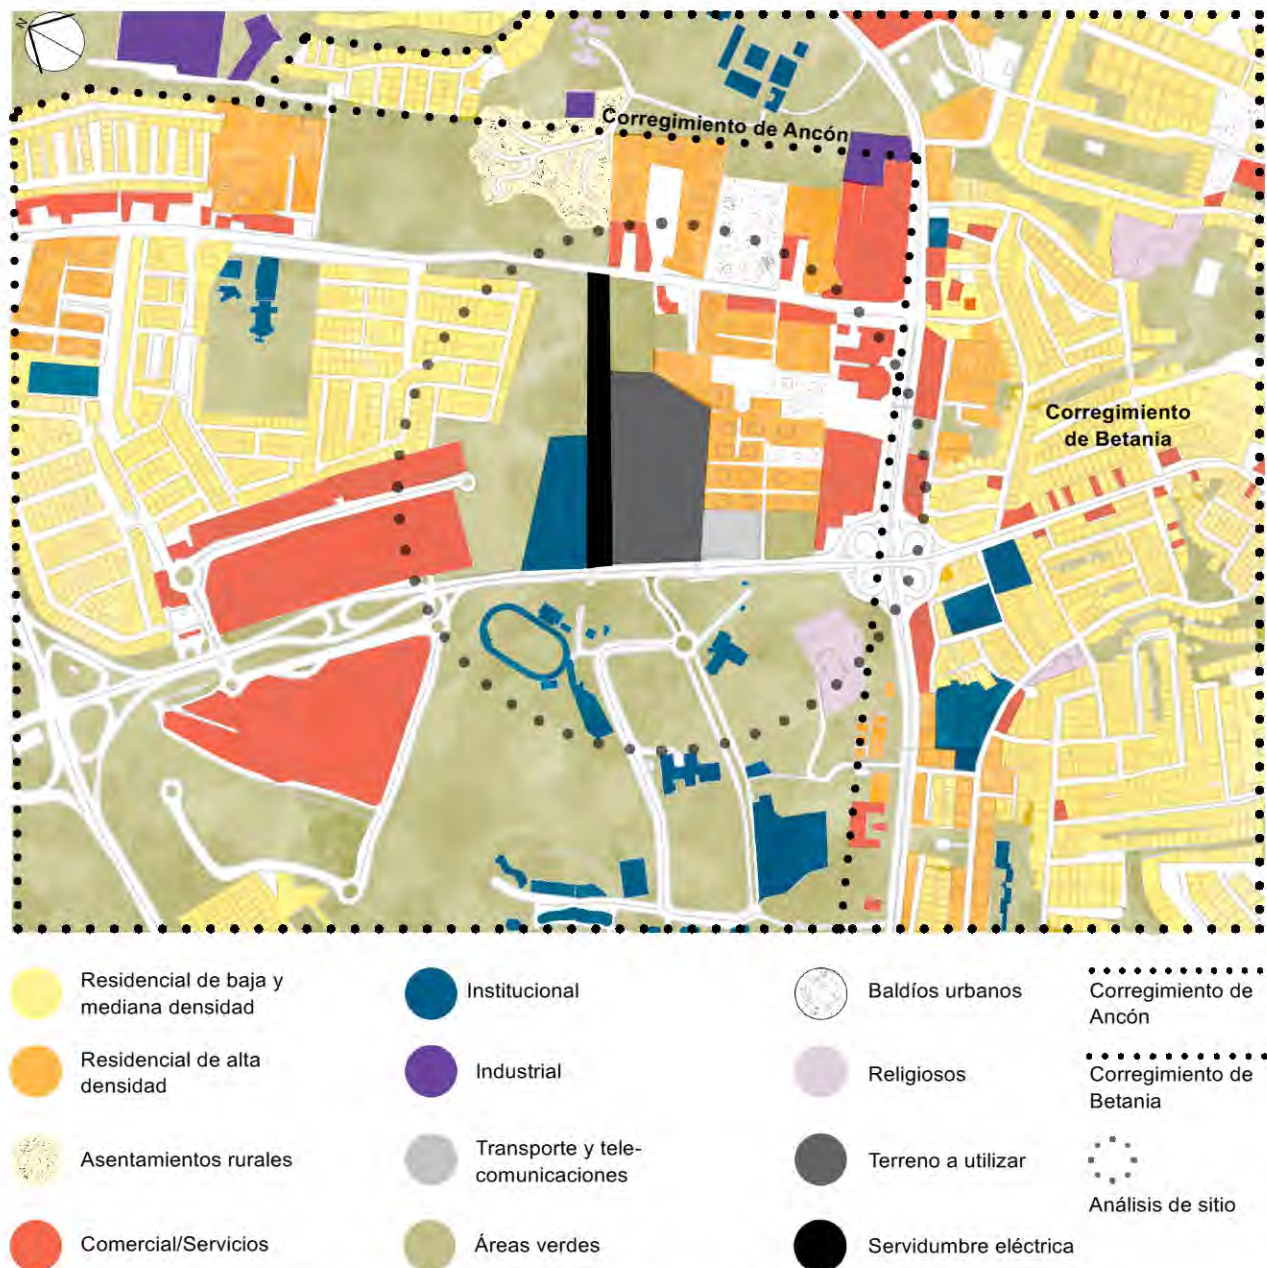 N
Corregimiento de Ancón
Corregimiento
de Betania
Residencial de baja y
mediana densidad
Residencial de alta
densidad
Asentamientos rurales
Comercial/Servicios
Institucional
Industrial
Transporte y tele-
comunicaciones
Áreas verdes
Baldíos urbanos
Religiosos
Terreno a utilizar
Servidumbre eléctrica
Corregimiento de
Ancón
Corregimiento de
Betania
Análisis de sitio